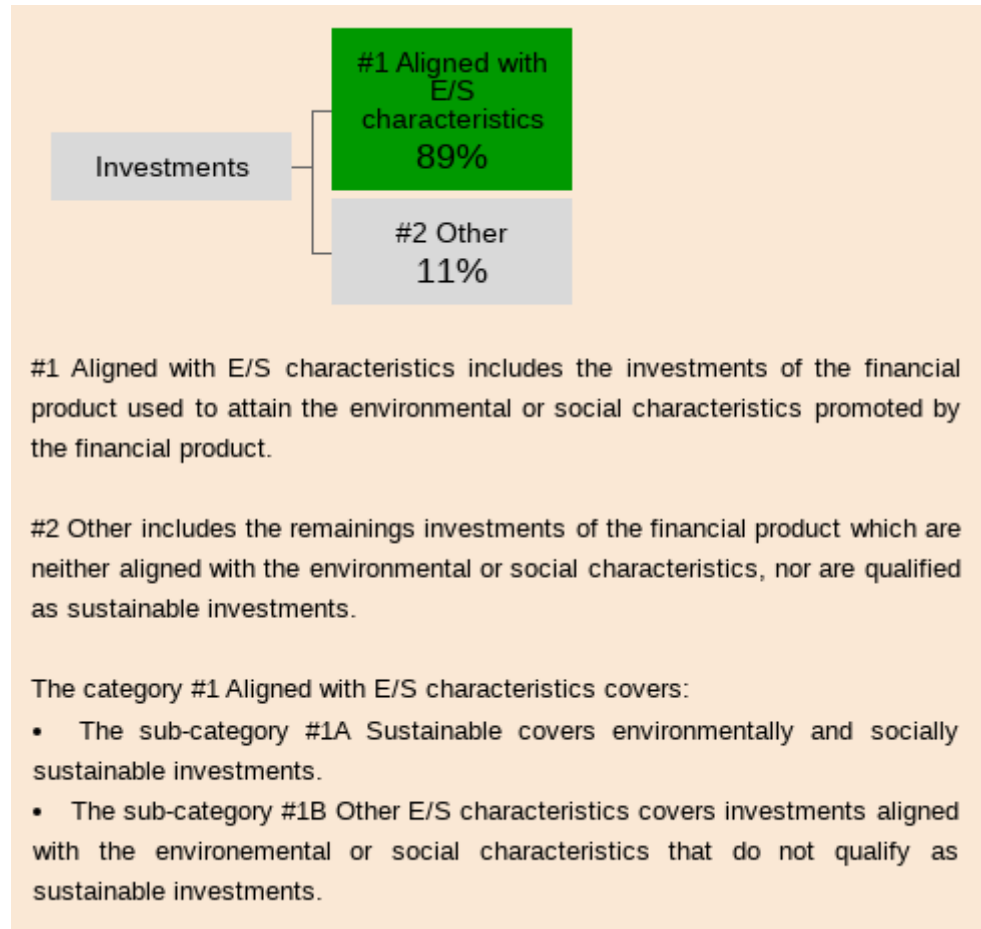 #1 Aligned with
E/S
characteristics
89%
Investments
#2 Other
11%
#1 Aligned with E/S characteristics includes the investments of the financial
product used to attain the environmental or social characteristics promoted by
the financial product.
#2 Other includes the remainings investments of the financial product which are
neither aligned with the environmental or social characteristics, nor are qualified
as sustainable investments.
The category #1 Aligned with E/S characteristics covers:
• The sub-category #1A Sustainable covers environmentally and socially
sustainable investments.
• The sub-category #1B Other E/S characteristics covers investments aligned
with the environemental or social characteristics that do not qualify as
sustainable investments.